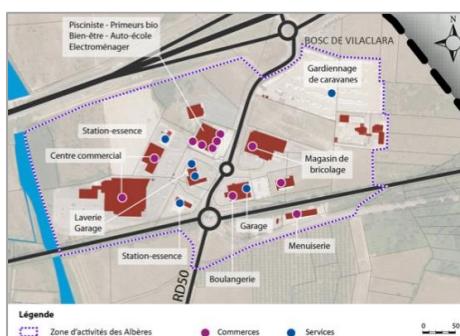 Pisciniste - Primeurs bio
Bien-être - Auto-école
Electroménager
BOSC DE VILACLARA
N
Gardiennage
de caravanes
Station-essence
Centre commercial
Magasin de
bricolage
Laverie
Garage
Garage
Menuiserie
Station-essence
Boulangerie
RD50
Légende
Zone d'activités des Albères
Commerces
Services
0
50